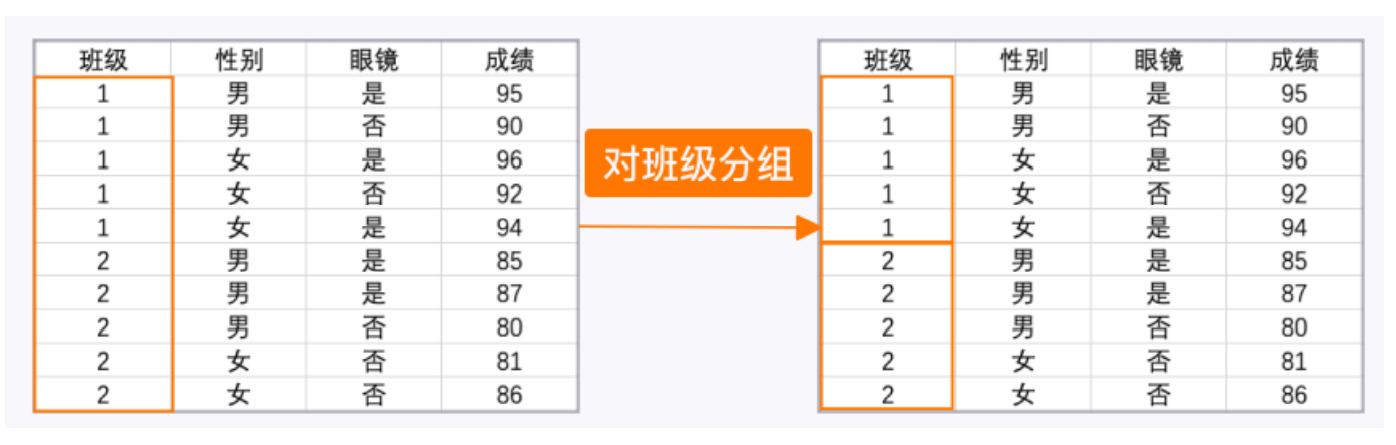 班级 性别 眼镜 成绩
1 男 是 95
1 男 否 90
1 女 是 96
1 女 否 92
1 女 是 94
2 男 是 85
2 男 是 87
2 男 否 80
2 女 否 81
2 女 否 86
对班级分组
班级 性别 眼镜 成绩
1 男 是 95
1 男 否 90
1 女 是 96
1 女 否 92
1 女 是 94
2 男 是 85
2 男 是 87
2 男 否 80
2 女 否 81
2 女 否 86